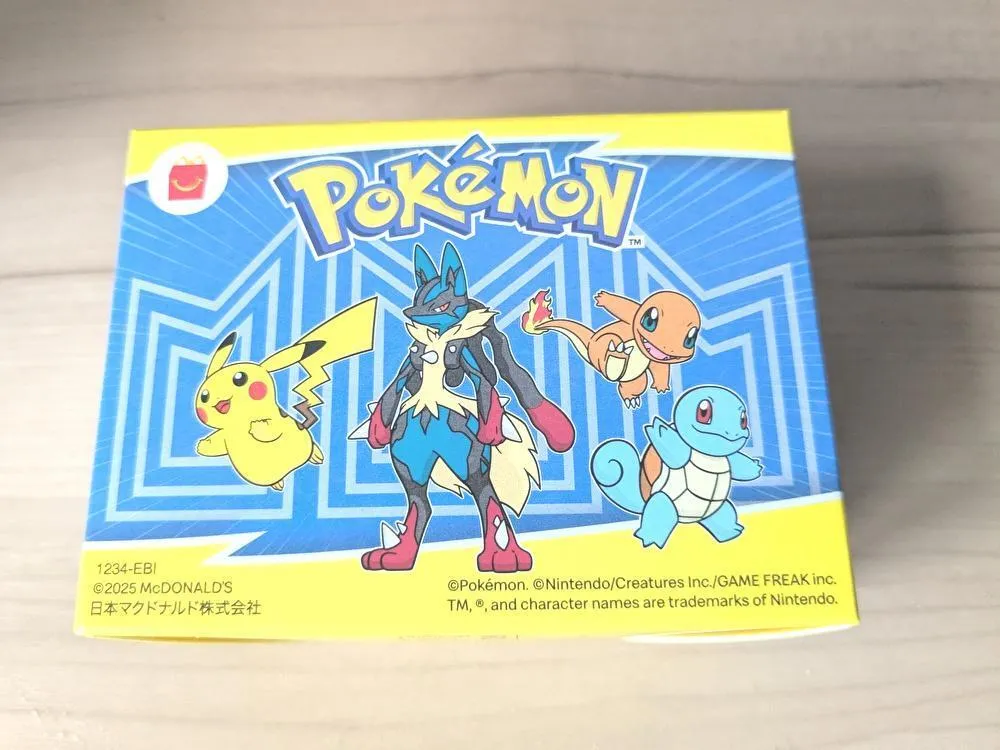 POKéMON
TM
1234-EBI
©2025 McDONALD'S
日本マクドナルド株式会社
©Pokémon. ©Nintendo/Creatures Inc./GAME FREAK inc.
TM, ®, and character names are trademarks of Nintendo.